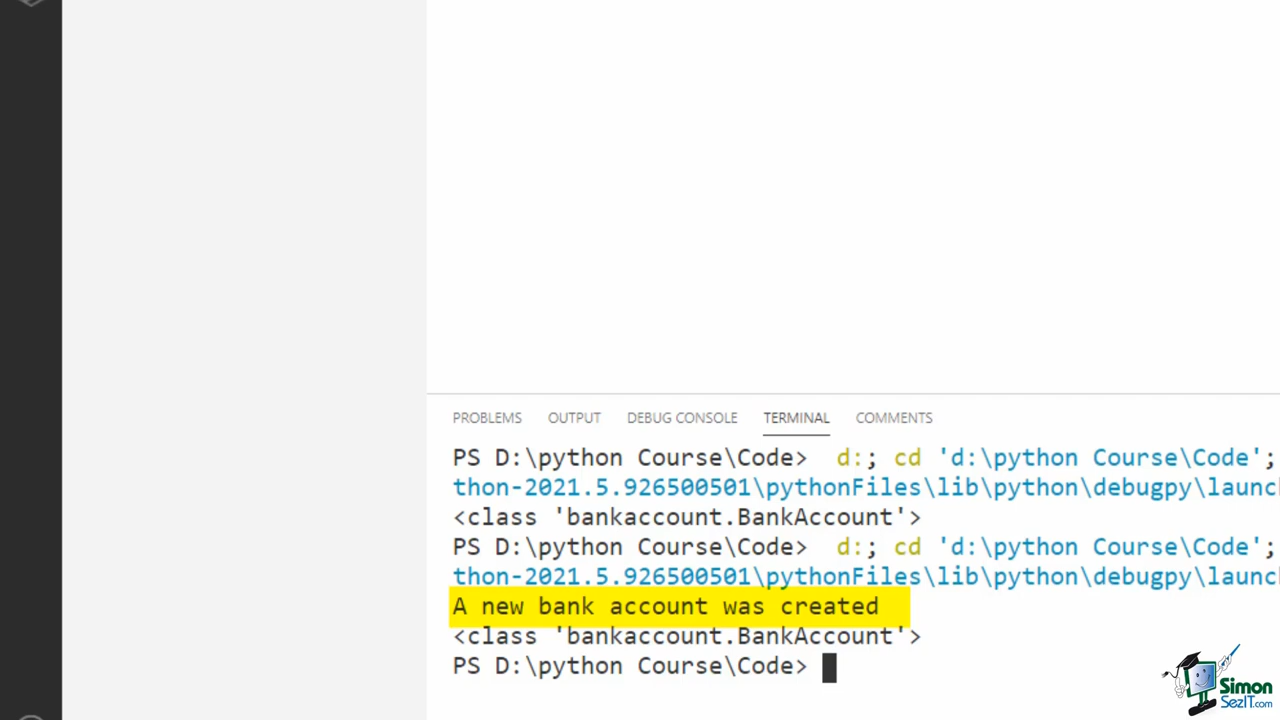 PROBLEMS OUTPUT DEBUG CONSOLE TERMINAL COMMENTS
PS D:\python Course\Code> d:; cd 'd:\python Course\Code';
thon-2021.5.926500501\pythonFiles\lib\python\debugpy\launc
<class 'bankaccount.BankAccount'>
PS D:\python Course\Code> d:; cd 'd:\python Course\Code';
thon-2021.5.926500501\pythonFiles\lib\python\debugpy\launc
A new bank account was created
<class 'bankaccount.BankAccount'>
PS D:\python Course\Code>
Simon
SezIT.com